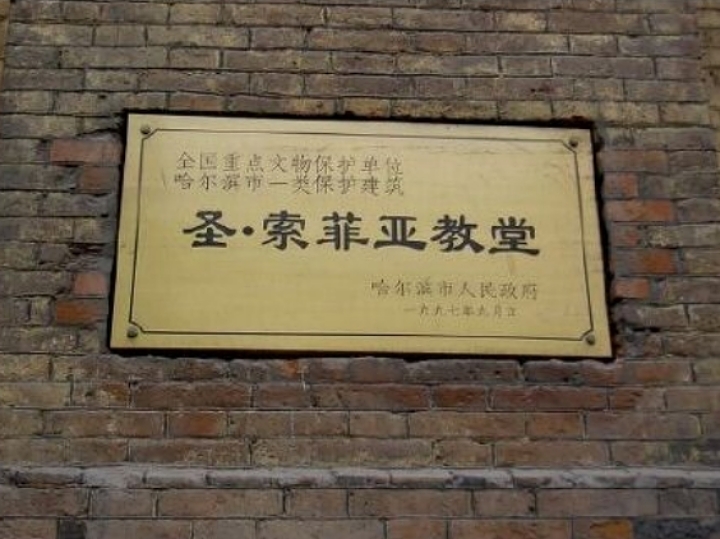 全国重点文物保护单位
哈尔滨市一类保护建筑
圣·索菲亚教堂
哈尔滨市人民政府
一九九七年九月立